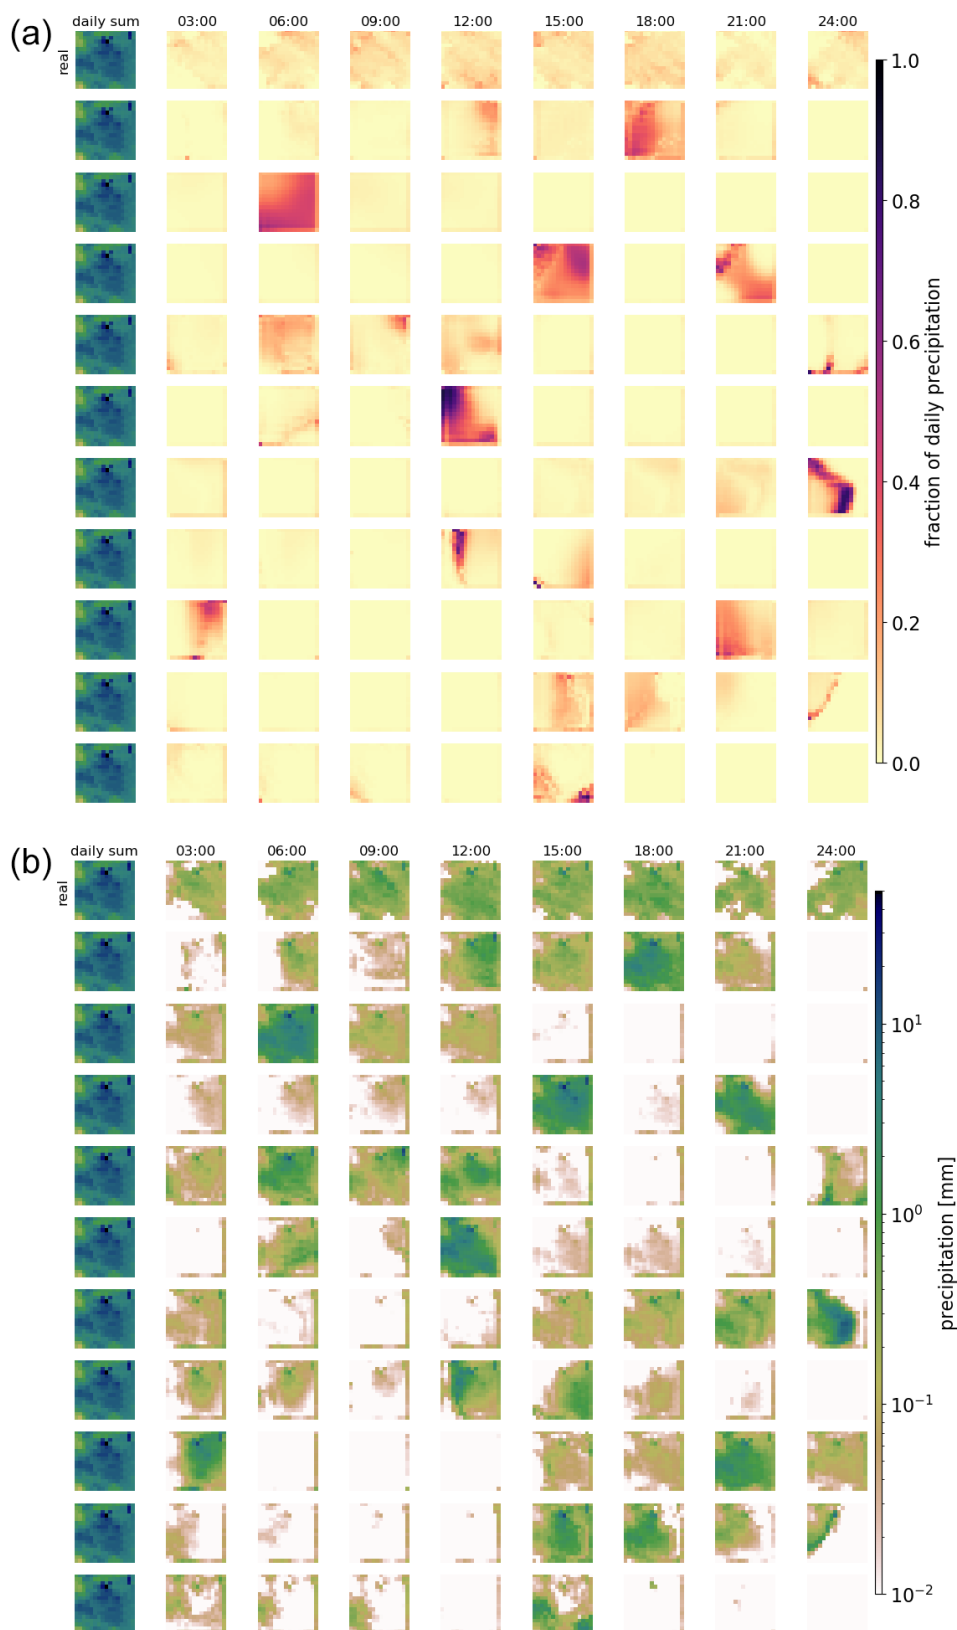 (a)
daily sum 03:00 06:00 09:00 12:00 15:00 18:00 21:00 24:00
real
1.0
0.8
0.6
0.4
0.2
0.0
fraction of daily precipitation
(b)
daily sum 03:00 06:00 09:00 12:00 15:00 18:00 21:00 24:00
real
10¹
10⁰
10⁻¹
10⁻²
precipitation [mm]